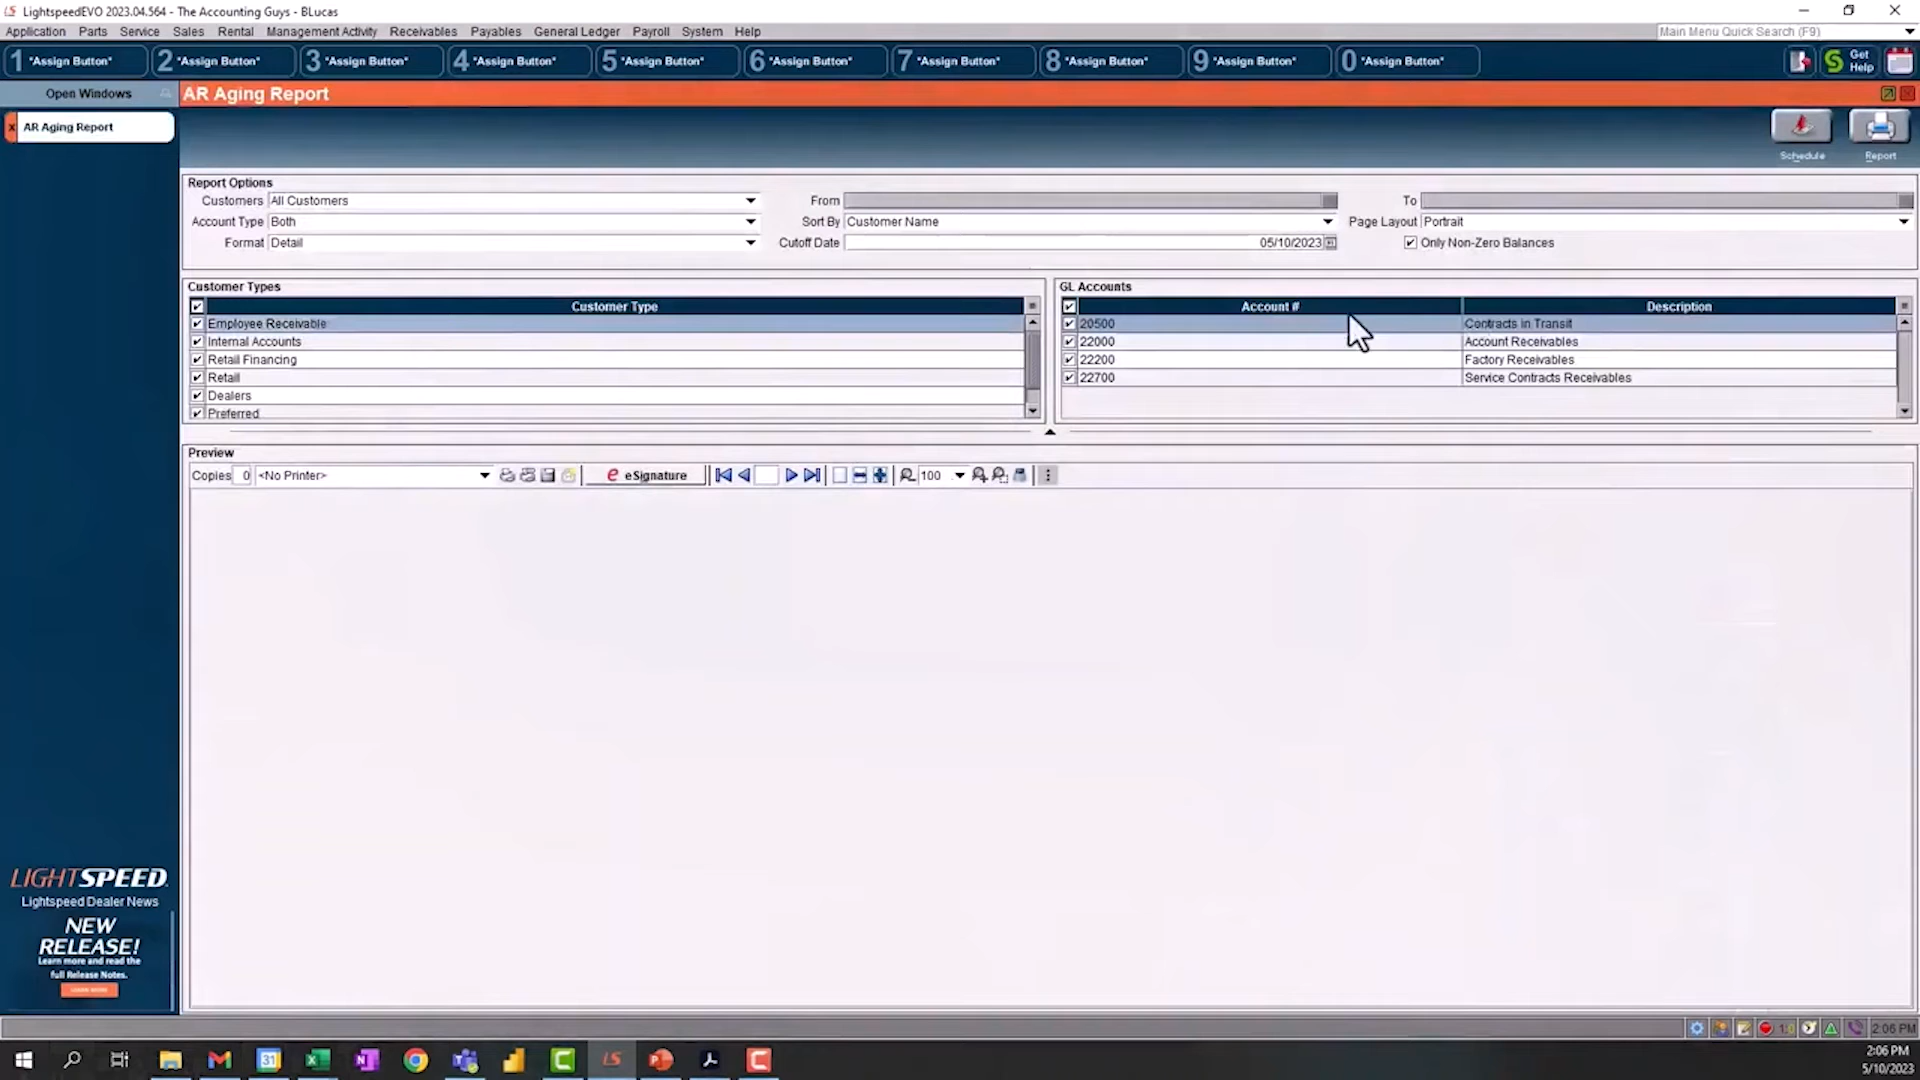 LS LightspeedEVO 2023.04.564 - The Accounting Guys - BLucas
Application Parts Service Sales Rental Management Activity Receivables Payables General Ledger Payroll System Help Main Menu Quick Search (F9)
1 *Assign Button* 2 *Assign Button* 3 *Assign Button* 4 *Assign Button* 5 *Assign Button* 6 *Assign Button* 7 *Assign Button* 8 *Assign Button* 9 *Assign Button* 0 *Assign Button* Get Help
Open Windows AR Aging Report
x AR Aging Report
Schedule Report
Report Options
Customers All Customers From To
Account Type Both Sort By Customer Name Page Layout Portrait
Format Detail Cutoff Date 05/10/2023 Only Non-Zero Balances
Customer Types GL Accounts
Customer Type Account # Description
Employee Receivable 20500 Contracts in Transit
Internal Accounts 22000 Account Receivables
Retail Financing 22200 Factory Receivables
Retail 22700 Service Contracts Receivables
Dealers
Preferred
Preview
Copies 0 <No Printer> e eSignature 100
LIGHTSPEED
Lightspeed Dealer News
NEW
RELEASE!
Learn more and read the
full Release Notes.
LEARN MORE
2:06 PM
31 LS
2:06 PM
5/10/2023